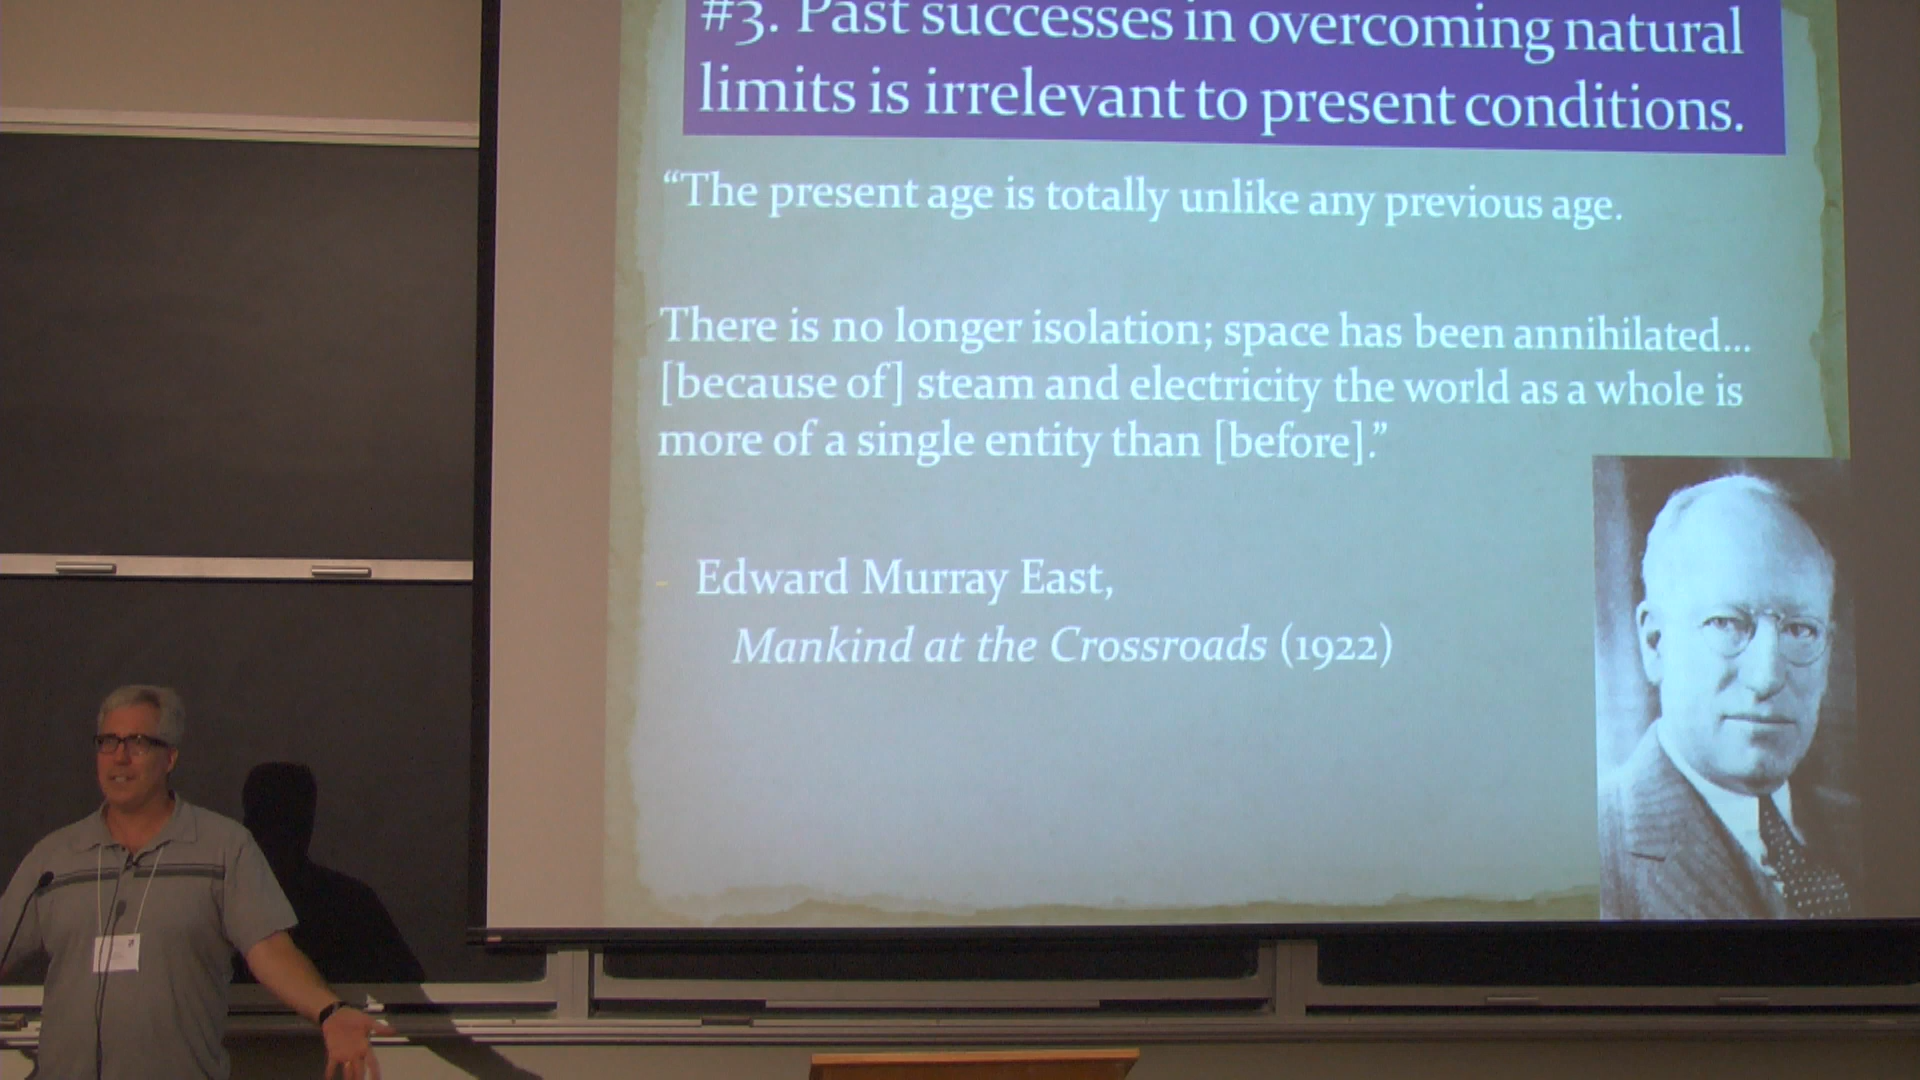 #3. Past successes in overcoming natural
limits is irrelevant to present conditions.
“The present age is totally unlike any previous age.
There is no longer isolation; space has been annihilated...
[because of] steam and electricity the world as a whole is
more of a single entity than [before].”
- Edward Murray East,
Mankind at the Crossroads (1922)